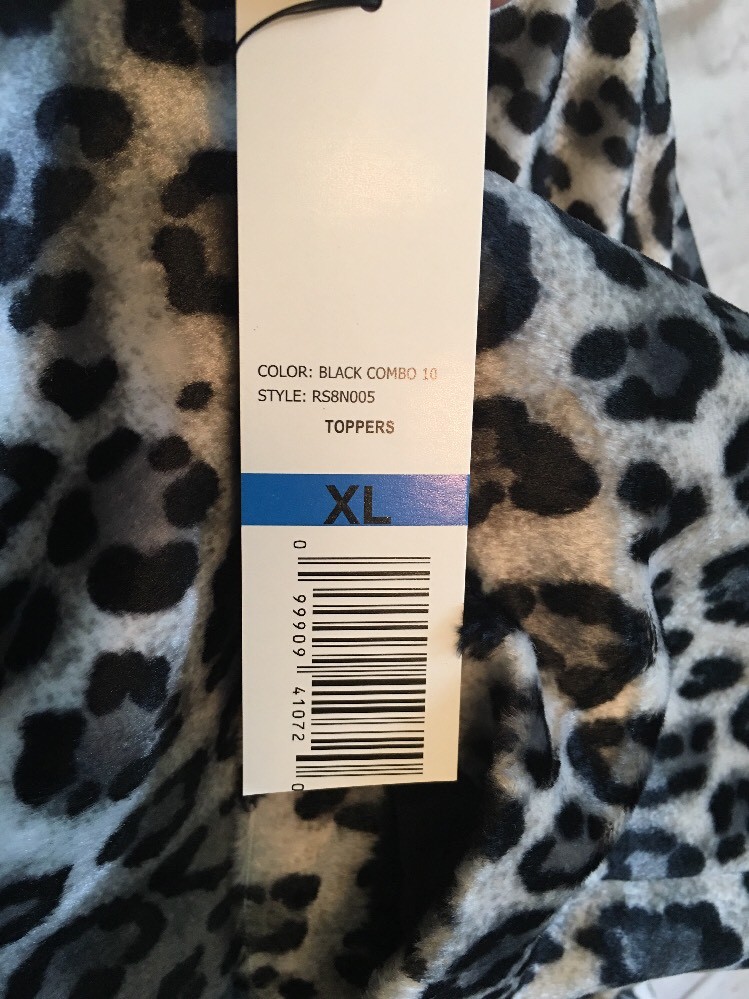 COLOR: BLACK COMBO 10
STYLE: RS8N005
TOPPERS
XL
0 99909 41072 0